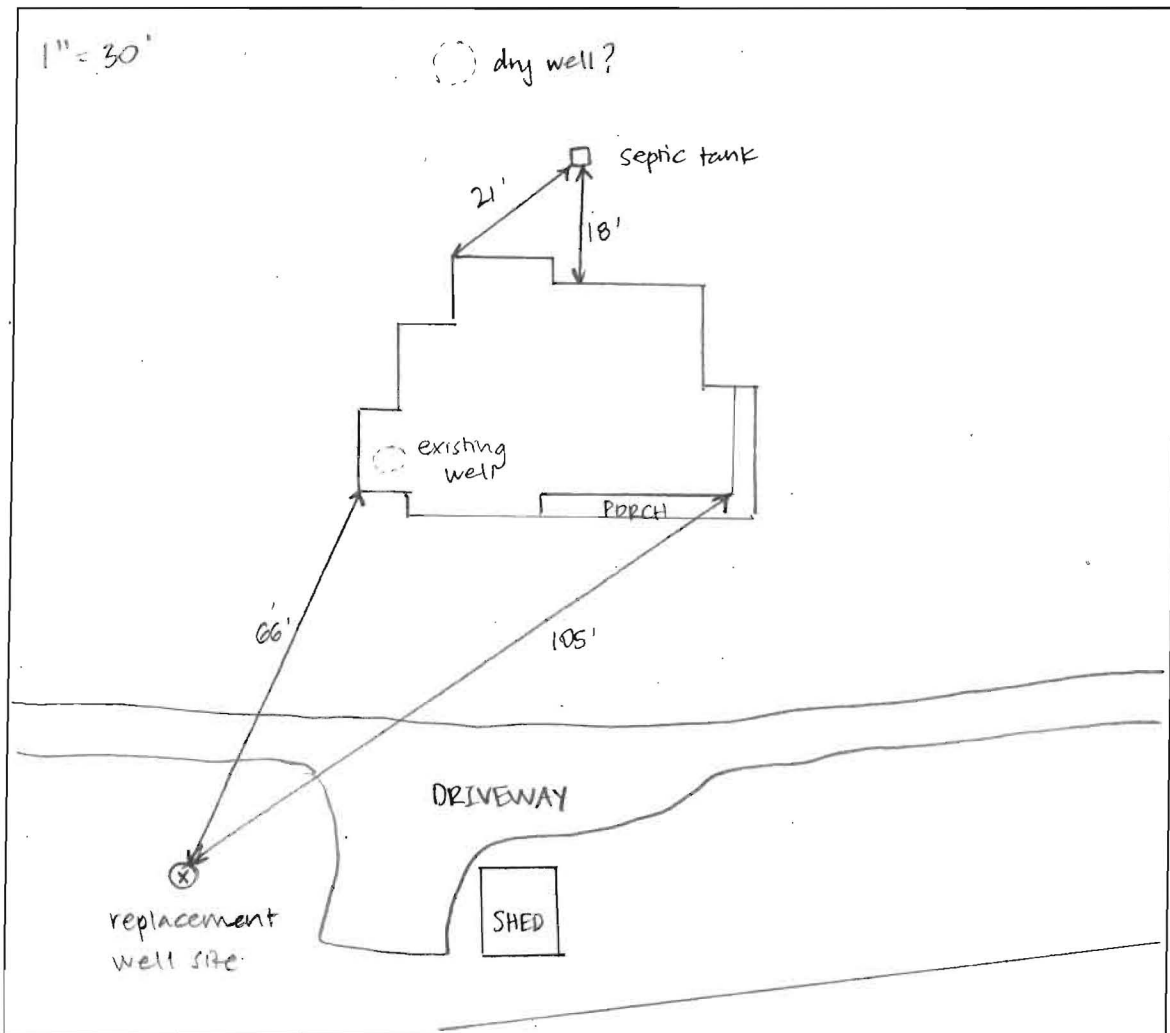 1" = 30'
dry well?
septic tank
21'
18'
existing
well
PORCH
66'
105'
DRIVEWAY
x
replacement
well site
SHED